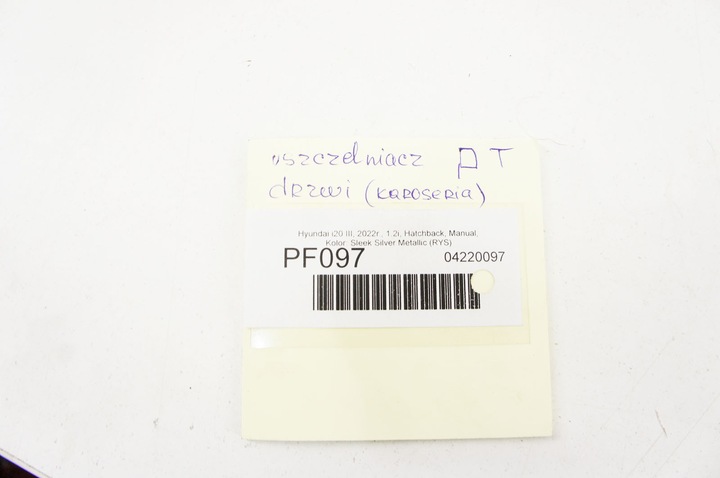 uszczelniacz PT
drzwi (karoseria)
Hyundai i20 III, 2022r., 1.2i, Hatchback, Manual,
Kolor: Sleek Silver Metallic (RYS)
PF097 04220097